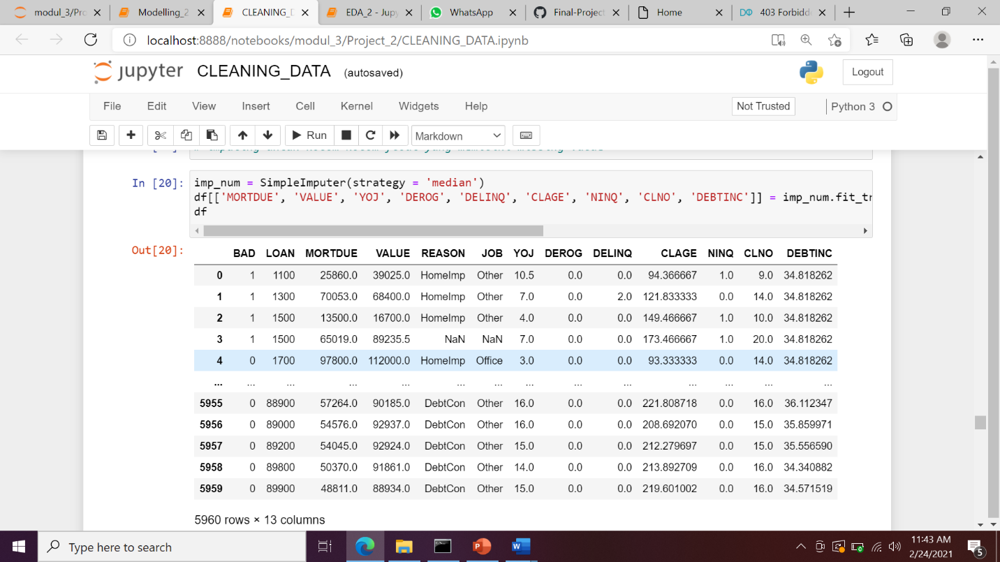 modul_3/Pro
Modelling_2
CLEANING_D
EDA_2 - Jup
WhatsApp
Final-Project
Home
403 Forbidd
localhost:8888/notebooks/modul_3/Project_2/CLEANING_DATA.ipynb
jupyter CLEANING_DATA (autosaved)
Logout
File Edit View Insert Cell Kernel Widgets Help
Not Trusted
Python 3
Run
Markdown
In [20]:
imp_num = SimpleImputer(strategy = 'median')
df[['MORTDUE', 'VALUE', 'YOJ', 'DEROG', 'DELINQ', 'CLAGE', 'NINQ', 'CLNO', 'DEBTINC']] = imp_num.fit_tr
df
Out[20]:
BAD LOAN MORTDUE VALUE REASON JOB YOJ DEROG DELINQ CLAGE NINQ CLNO DEBTINC
0 1 1100 25860.0 39025.0 HomeImp Other 10.5 0.0 0.0 94.366667 1.0 9.0 34.818262
1 1 1300 70053.0 68400.0 HomeImp Other 7.0 0.0 2.0 121.833333 0.0 14.0 34.818262
2 1 1500 13500.0 16700.0 HomeImp Other 4.0 0.0 0.0 149.466667 1.0 10.0 34.818262
3 1 1500 65019.0 89235.5 NaN NaN 7.0 0.0 0.0 173.466667 1.0 20.0 34.818262
4 0 1700 97800.0 112000.0 HomeImp Office 3.0 0.0 0.0 93.333333 0.0 14.0 34.818262
... ... ... ... ... ... ... ... ... ... ... ... ... ...
5955 0 88900 57264.0 90185.0 DebtCon Other 16.0 0.0 0.0 221.808718 0.0 16.0 36.112347
5956 0 89000 54576.0 92937.0 DebtCon Other 16.0 0.0 0.0 208.692070 0.0 15.0 35.859971
5957 0 89200 54045.0 92924.0 DebtCon Other 15.0 0.0 0.0 212.279697 0.0 15.0 35.556590
5958 0 89800 50370.0 91861.0 DebtCon Other 14.0 0.0 0.0 213.892709 0.0 16.0 34.340882
5959 0 89900 48811.0 88934.0 DebtCon Other 15.0 0.0 0.0 219.601002 0.0 16.0 34.571519
5960 rows × 13 columns
Type here to search
11:43 AM
2/24/2021
5